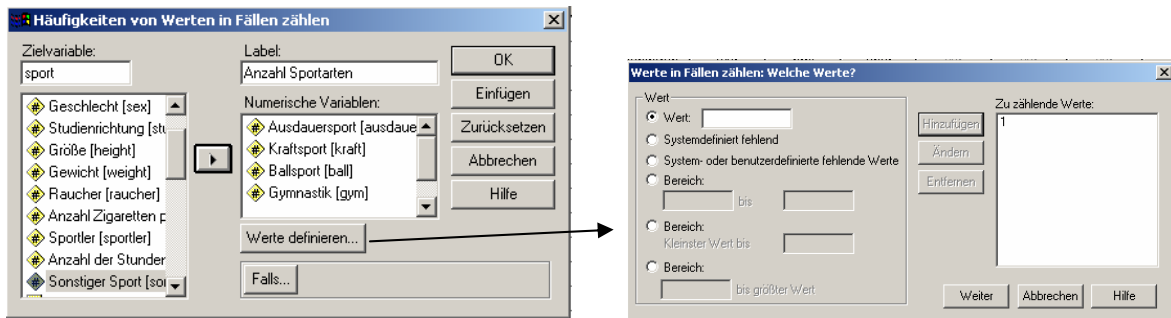 Häufigkeiten von Werten in Fällen zählen
Zielvariable:
sport
Label:
Anzahl Sportarten
Geschlecht [sex]
Studienrichtung [stu
Größe [height]
Gewicht [weight]
Raucher [raucher]
Anzahl Zigaretten p
Sportler [sportler]
Anzahl der Stunden
Sonstiger Sport [son
Numerische Variablen:
Ausdauersport [ausdaue
Kraftsport [kraft]
Ballsport [ball]
Gymnastik [gym]
Werte definieren...
Falls...
OK
Einfügen
Zurücksetzen
Abbrechen
Hilfe
Werte in Fällen zählen: Welche Werte?
Wert
Wert:
Systemdefiniert fehlend
System- oder benutzerdefinierte fehlende Werte
Bereich:
bis
Bereich:
Kleinster Wert bis
Bereich:
bis größter Wert
Hinzufügen
Ändern
Entfernen
Zu zählende Werte:
1
Weiter
Abbrechen
Hilfe